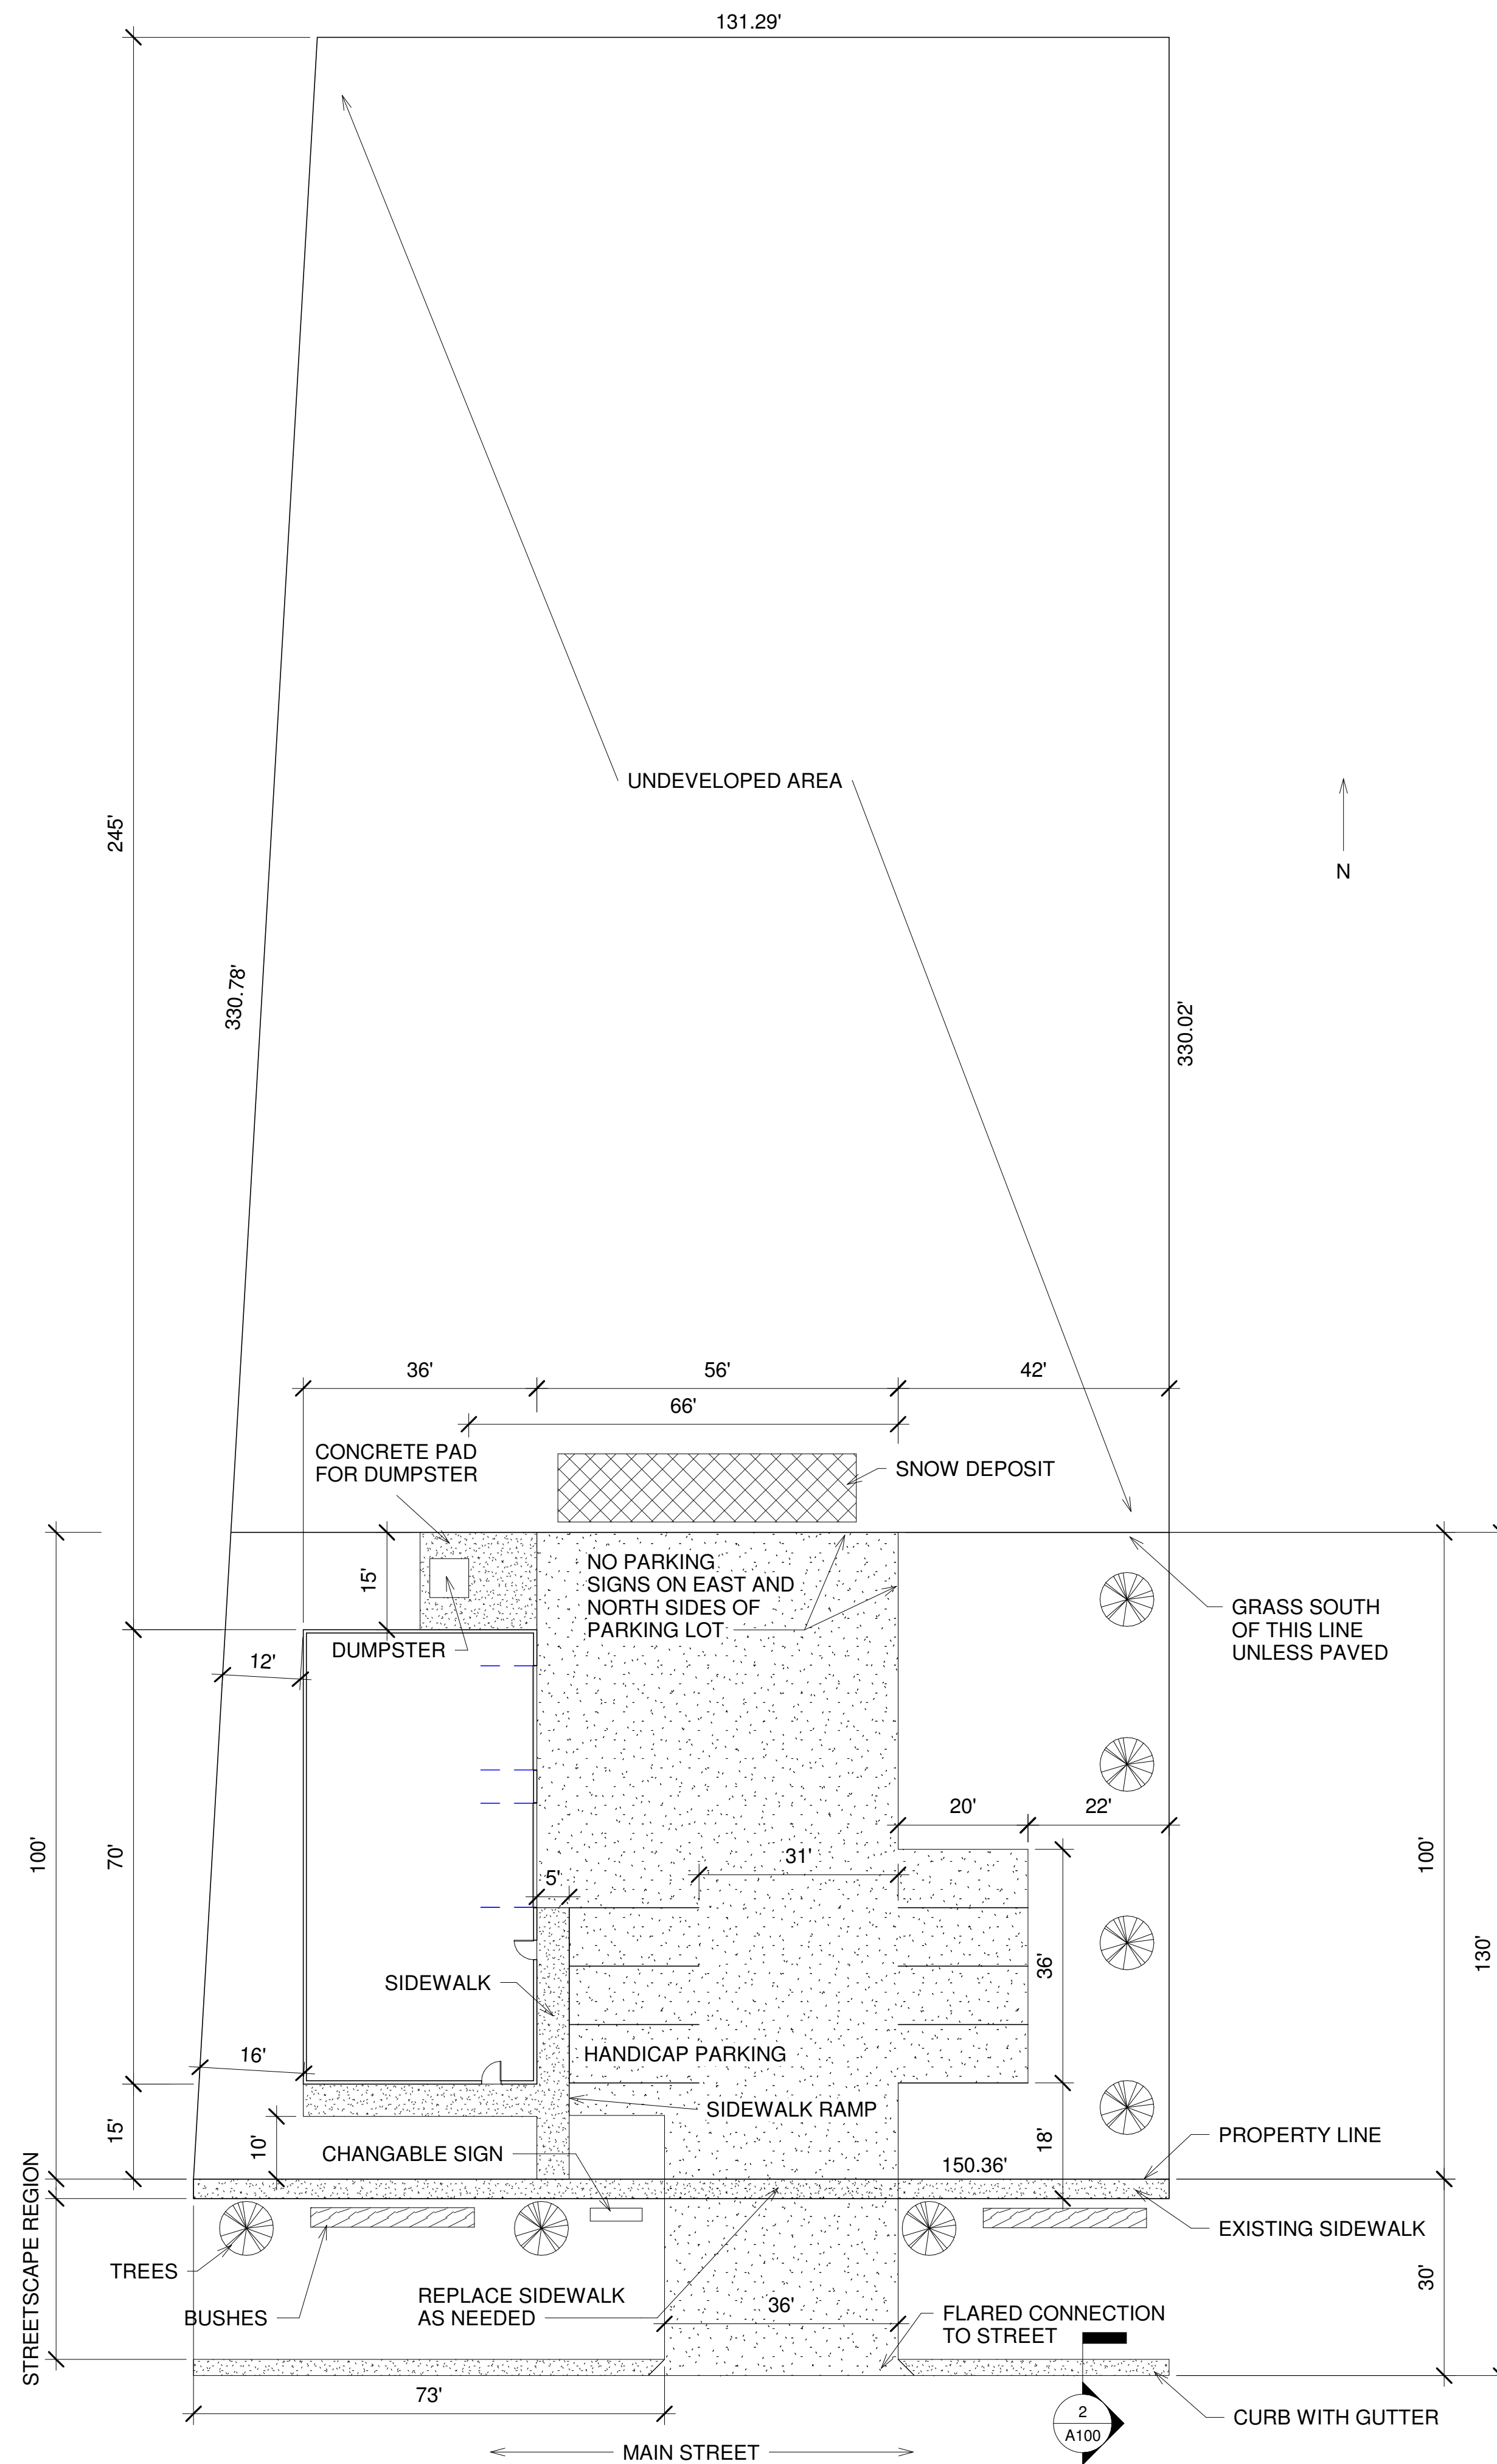 131.29'
245'
UNDEVELOPED AREA
N
330.78'
330.02'
36'
56'
42'
66'
CONCRETE PAD
FOR DUMPSTER
SNOW DEPOSIT
15'
NO PARKING
SIGNS ON EAST AND
NORTH SIDES OF
PARKING LOT
GRASS SOUTH
OF THIS LINE
UNLESS PAVED
DUMPSTER
12'
20'
22'
100'
70'
31'
5'
100'
130'
36'
SIDEWALK
16'
HANDICAP PARKING
SIDEWALK RAMP
15'
10'
CHANGABLE SIGN
18'
PROPERTY LINE
150.36'
STREETSCAPE REGION
EXISTING SIDEWALK
TREES
BUSHES
REPLACE SIDEWALK
AS NEEDED
36'
FLARED CONNECTION
TO STREET
30'
73'
2
A100
CURB WITH GUTTER
MAIN STREET